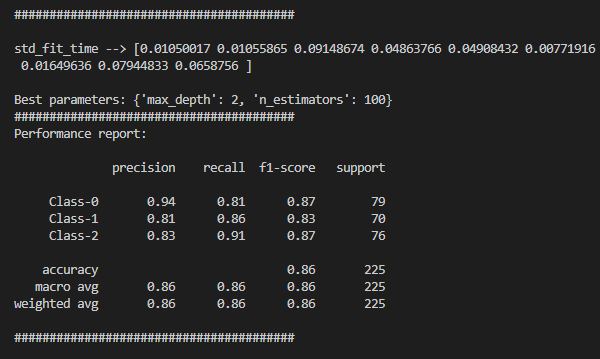 ########################################
std_fit_time --> [0.01050017 0.01055865 0.09148674 0.04863766 0.04908432 0.00771916
 0.01649636 0.07944833 0.0658756 ]
Best parameters: {'max_depth': 2, 'n_estimators': 100}
########################################
Performance report:
              precision    recall  f1-score   support
     Class-0       0.94      0.81      0.87        79
     Class-1       0.81      0.86      0.83        70
     Class-2       0.83      0.91      0.87        76
    accuracy                           0.86       225
   macro avg       0.86      0.86      0.86       225
weighted avg       0.86      0.86      0.86       225
########################################